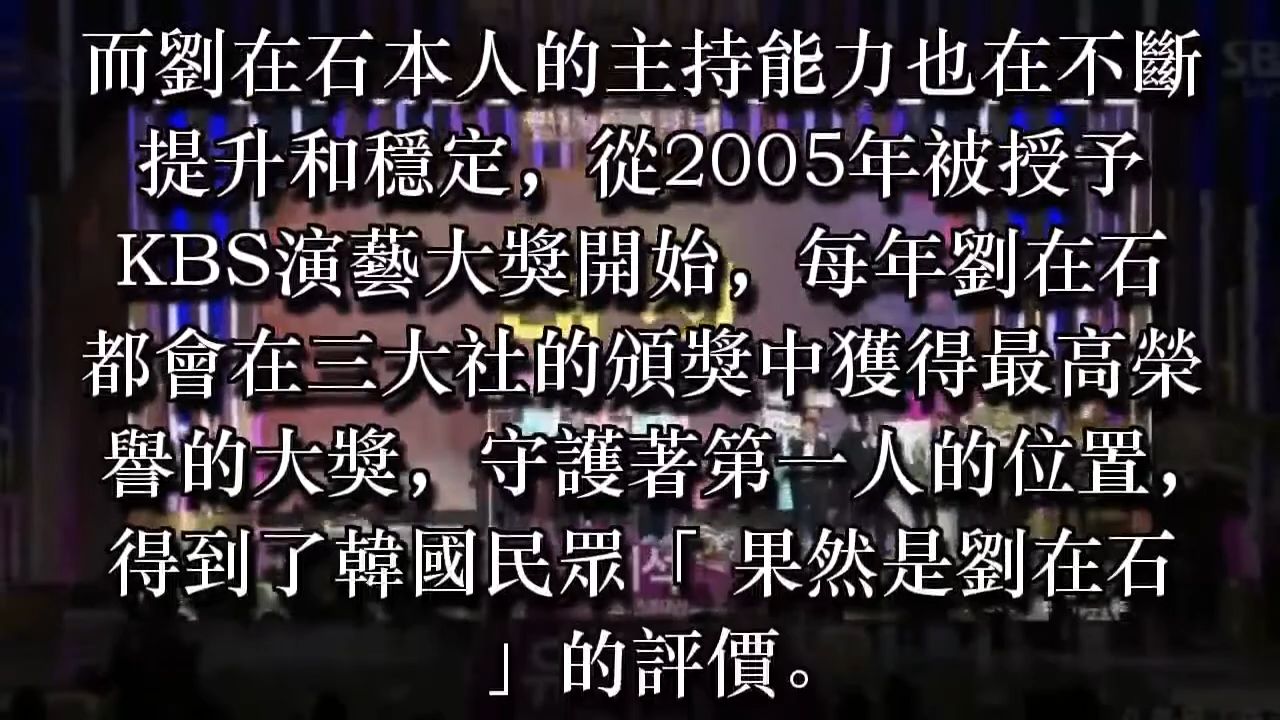 而劉在石本人的主持能力也在不斷
提升和穩定，從2005年被授予
KBS演藝大獎開始，每年劉在石
都會在三大社的頒獎中獲得最高榮
譽的大獎，守護著第一人的位置，
得到了韓國民眾「 果然是劉在石
」的評價。
SB